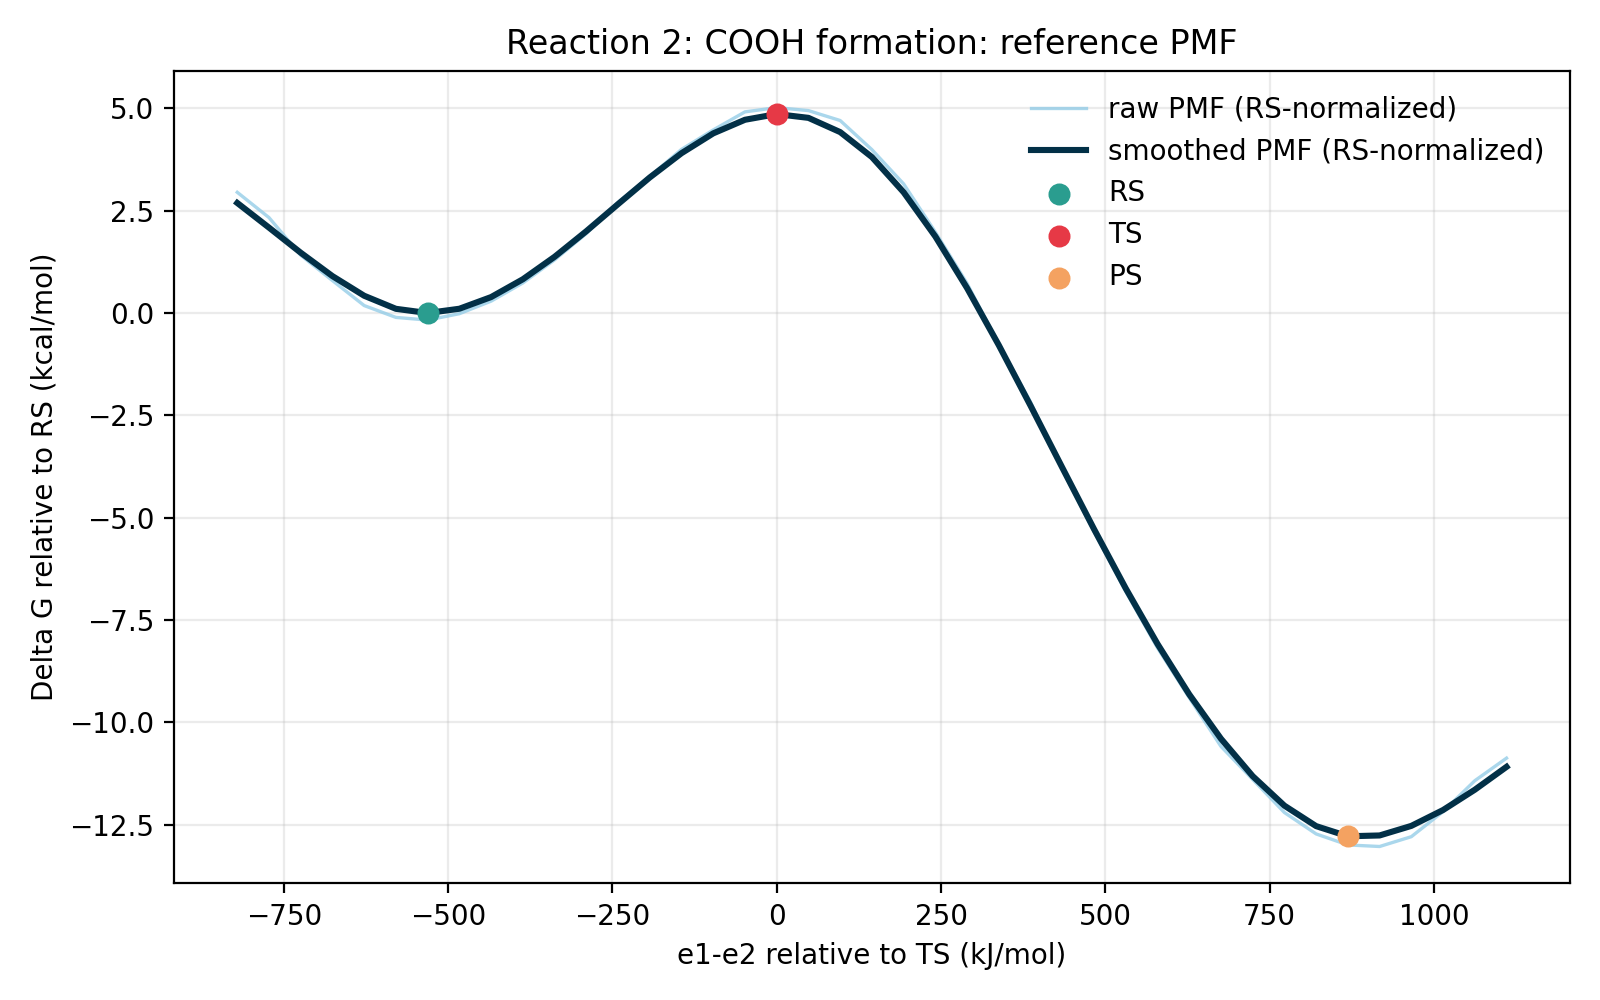 Reaction 2: COOH formation: reference PMF
raw PMF (RS-normalized)
smoothed PMF (RS-normalized)
RS
TS
PS
Delta G relative to RS (kcal/mol)
5.0
2.5
0.0
−2.5
−5.0
−7.5
−10.0
−12.5
−750
−500
−250
0
250
500
750
1000
e1-e2 relative to TS (kJ/mol)